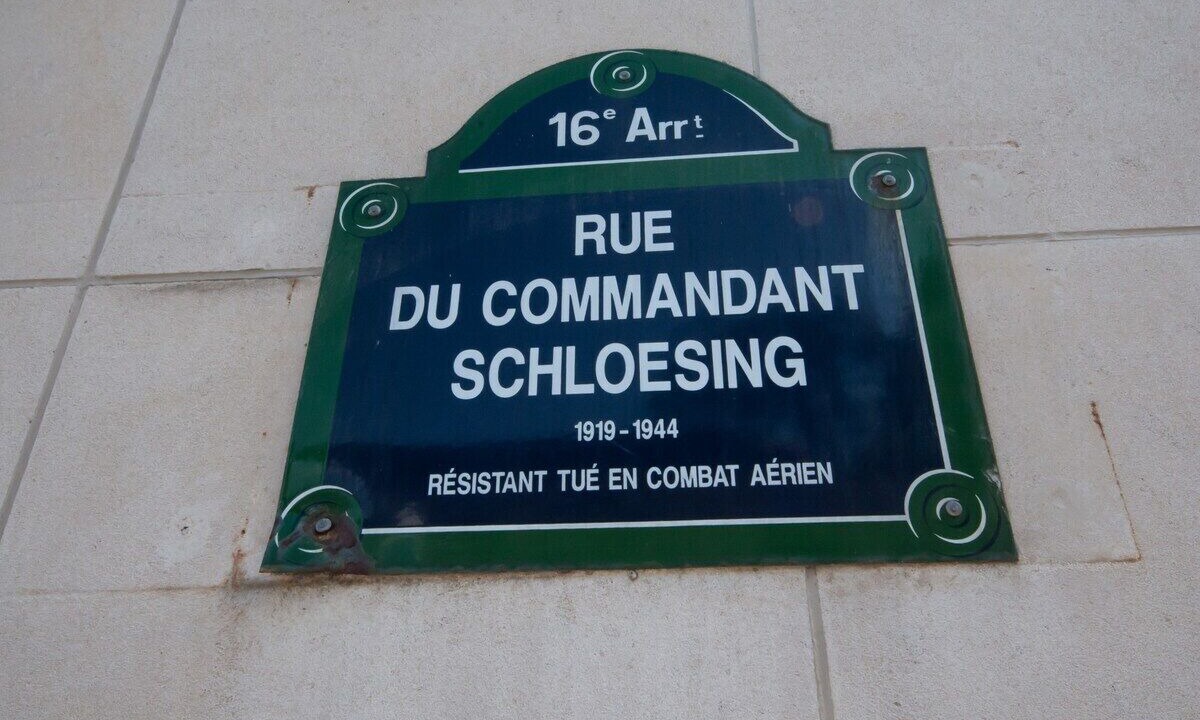 16e Arrt
RUE
DU COMMANDANT
SCHLOESING
1919 - 1944
RÉSISTANT TUÉ EN COMBAT AÉRIEN